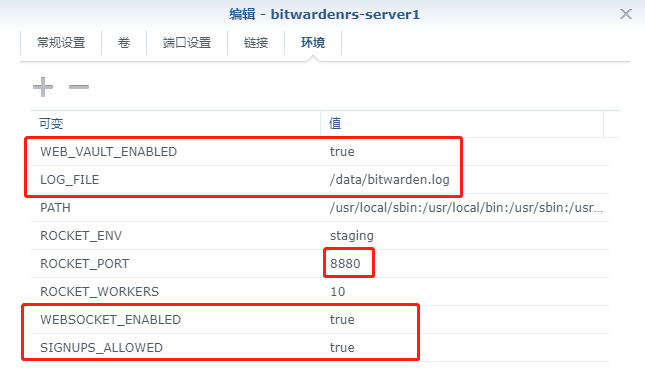 编辑 - bitwardenrs-server1
常规设置 卷 端口设置 链接 环境
可变 值
WEB_VAULT_ENABLED true
LOG_FILE /data/bitwarden.log
PATH /usr/local/sbin:/usr/local/bin:/usr/sbin:/usr...
ROCKET_ENV staging
ROCKET_PORT 8880
ROCKET_WORKERS 10
WEBSOCKET_ENABLED true
SIGNUPS_ALLOWED true